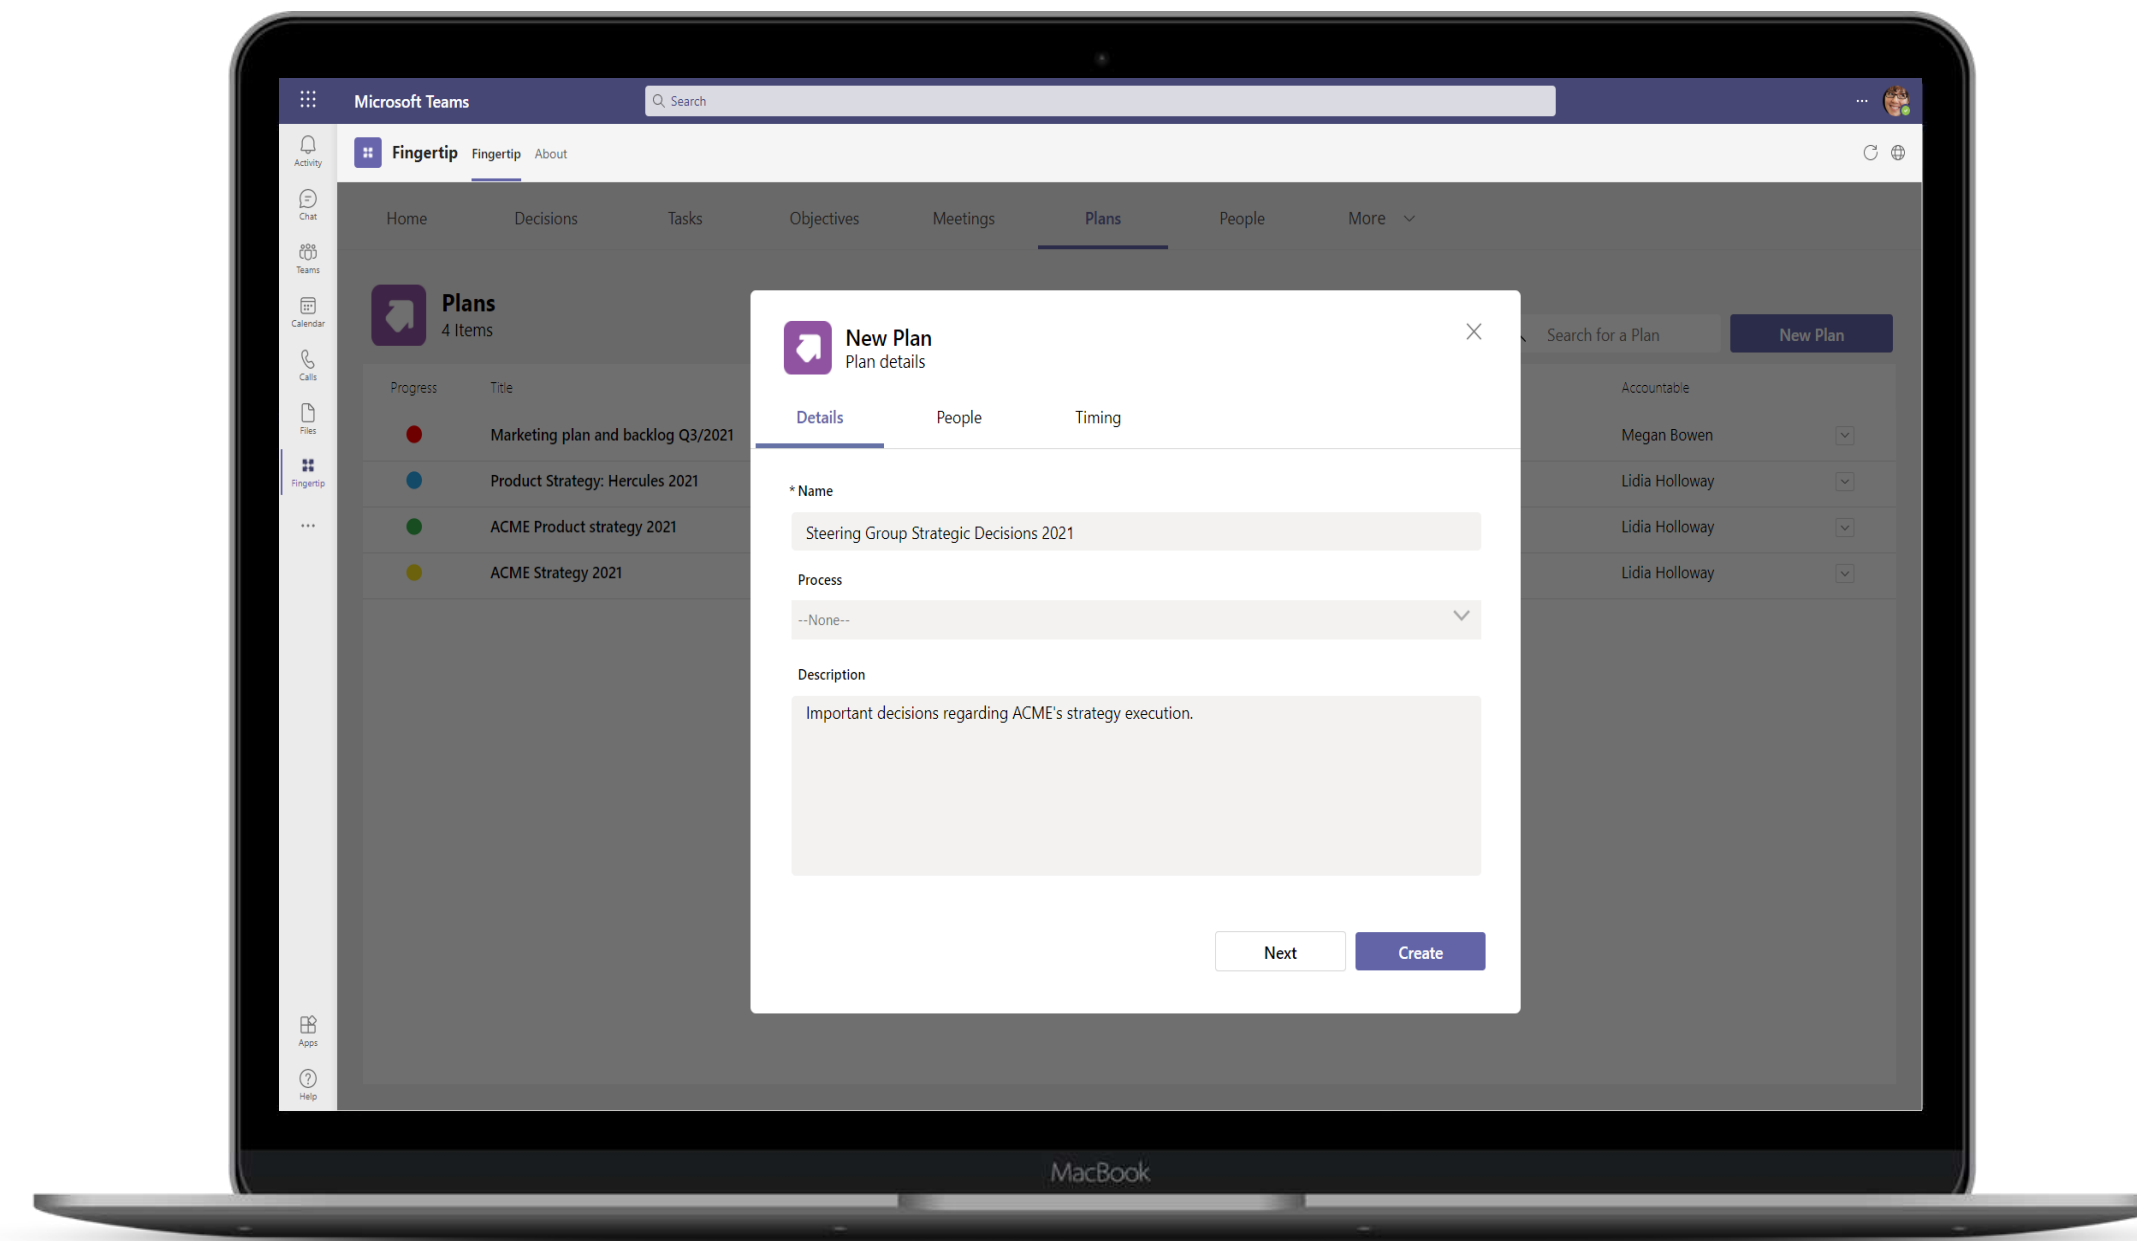 Microsoft Teams
Search
Activity
Chat
Teams
Calendar
Calls
Files
Fingertip
Apps
Help
Fingertip Fingertip About
Home Decisions Tasks Objectives Meetings Plans People More
Plans
4 Items
Search for a Plan New Plan
Progress Title Accountable
Marketing plan and backlog Q3/2021 Megan Bowen
Product Strategy: Hercules 2021 Lidia Holloway
ACME Product strategy 2021 Lidia Holloway
ACME Strategy 2021 Lidia Holloway
New Plan
Plan details
Details People Timing
* Name
Steering Group Strategic Decisions 2021
Process
--None--
Description
Important decisions regarding ACME's strategy execution.
Next Create
MacBook